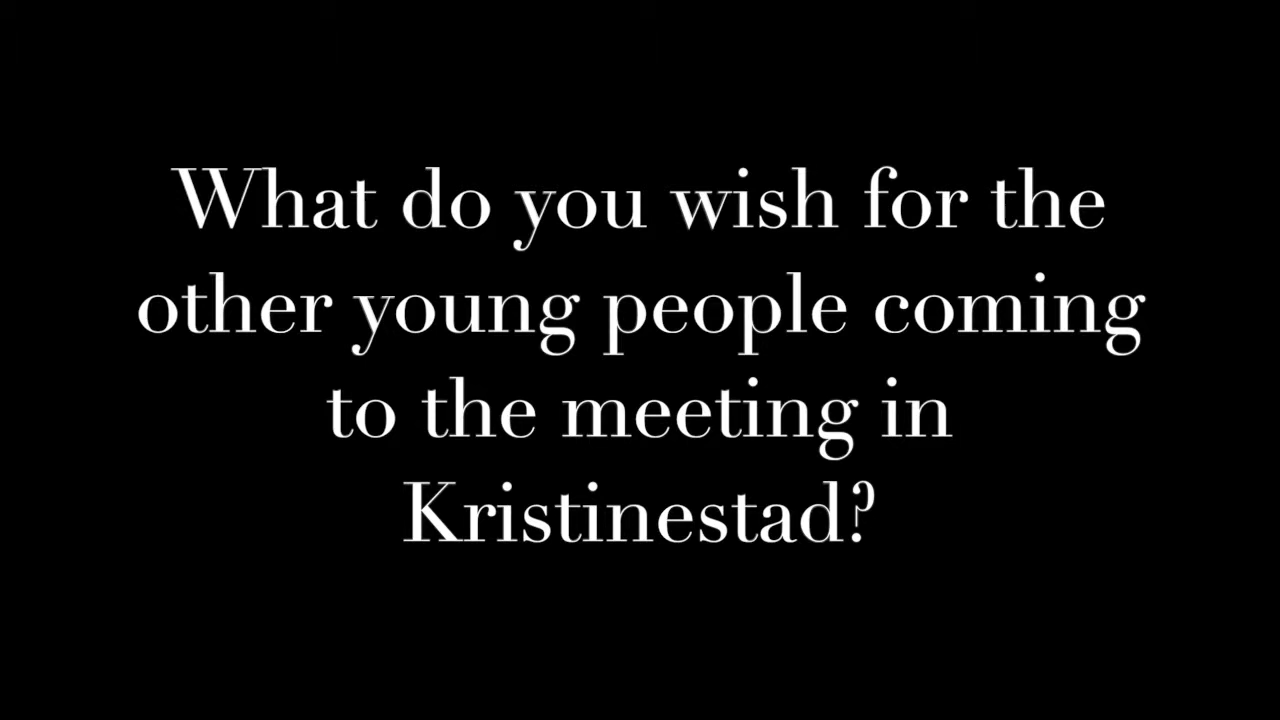 What do you wish for the
other young people coming
to the meeting in
Kristinestad?